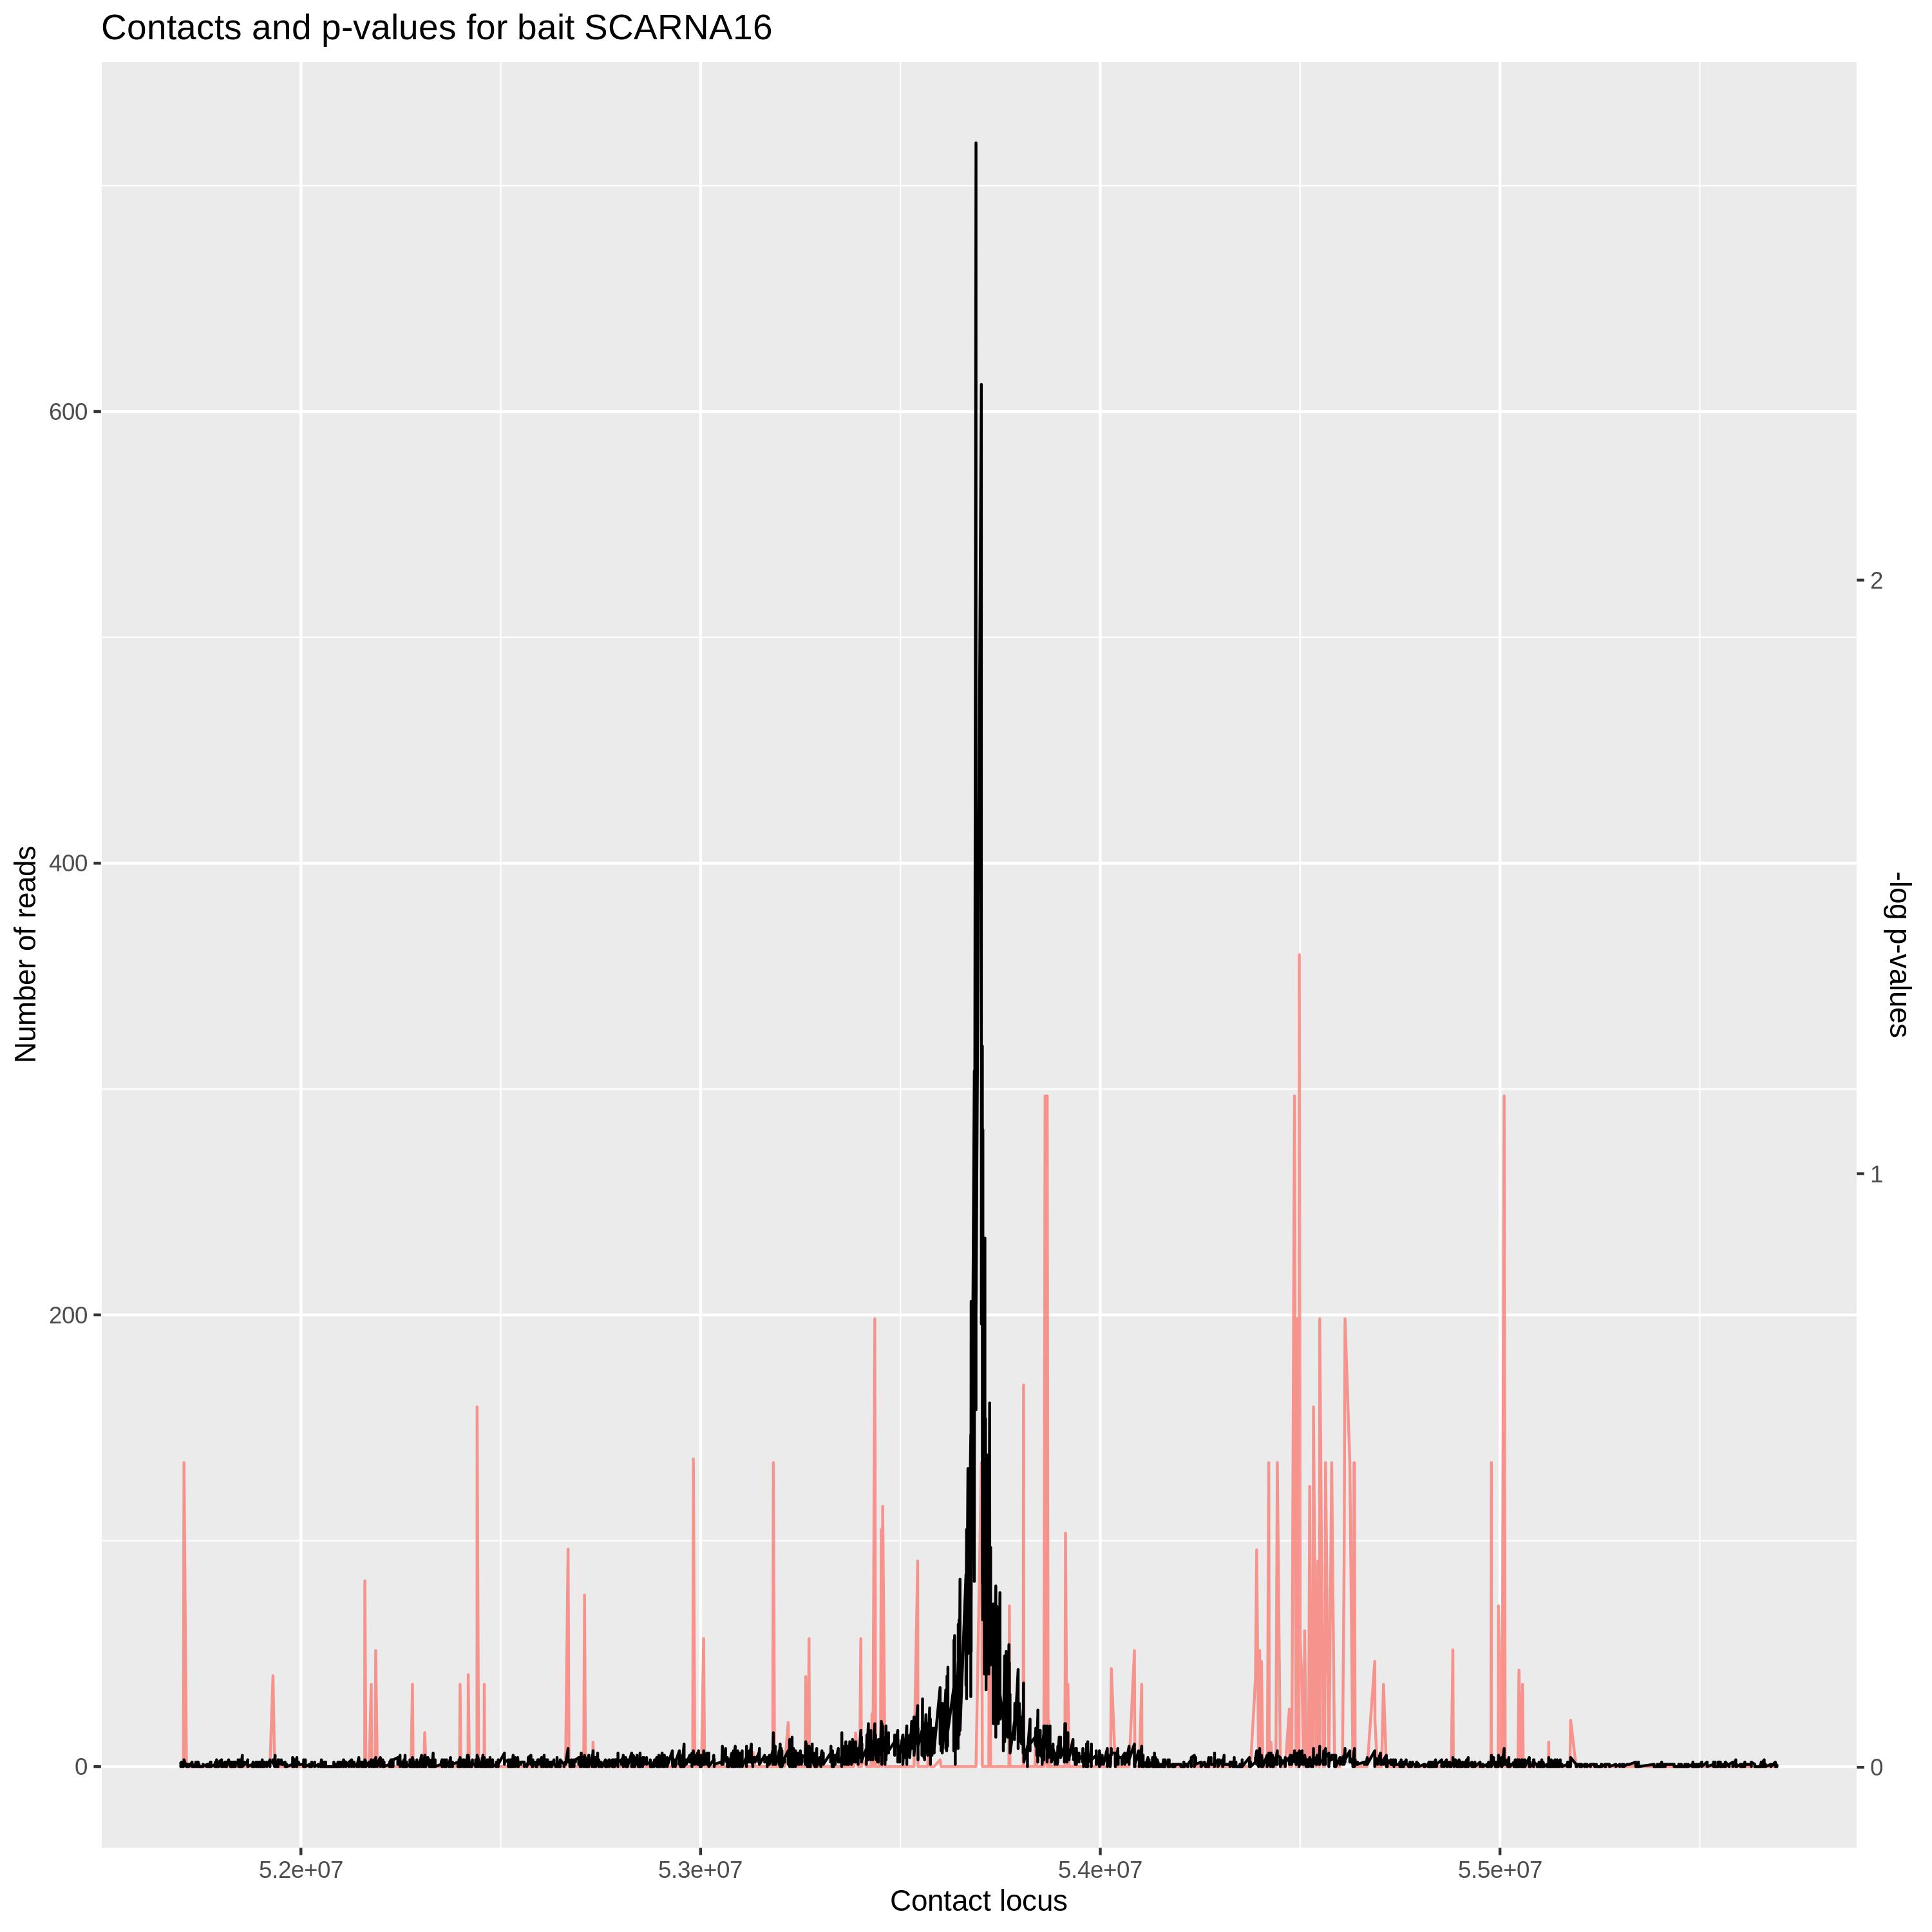 Contacts and p-values for bait SCARNA16
600
400
200
0
Number of reads
2
1
0
-log p-values
5.2e+07
5.3e+07
5.4e+07
5.5e+07
Contact locus